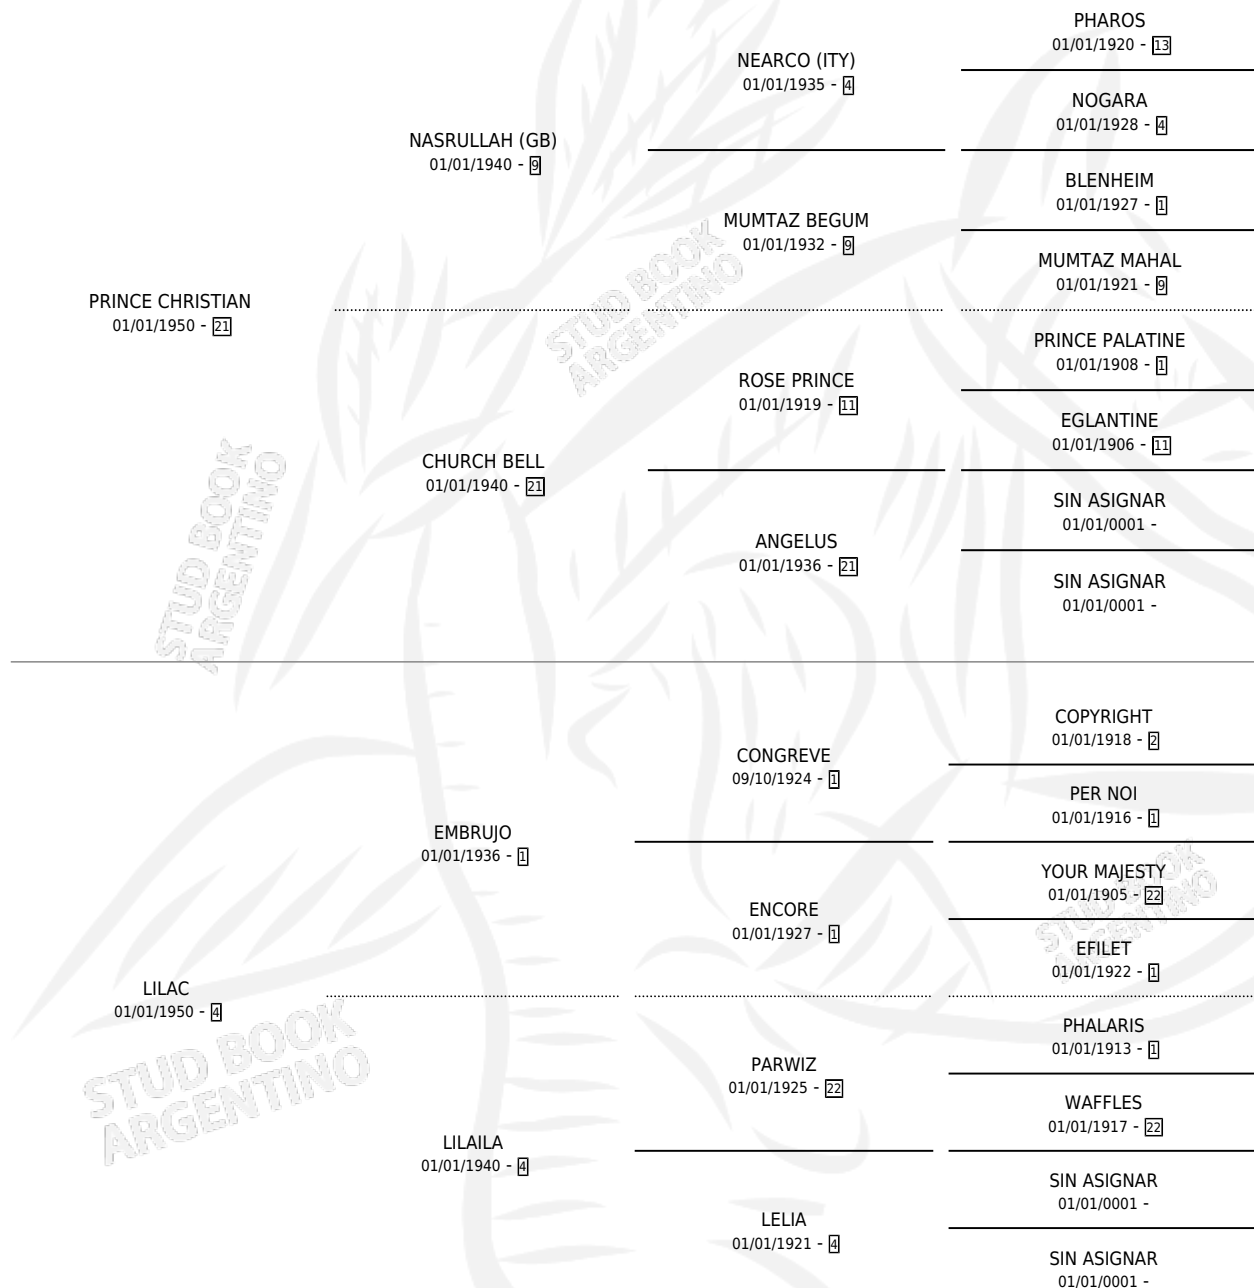 PHAROS
01/01/1920 - 13
NEARCO (ITY)
01/01/1935 - 4
NOGARA
01/01/1928 - 4
NASRULLAH (GB)
01/01/1940 - 9
BLENHEIM
01/01/1927 - 1
MUMTAZ BEGUM
01/01/1932 - 9
MUMTAZ MAHAL
01/01/1921 - 9
PRINCE CHRISTIAN
01/01/1950 - 21
STUD BOOK
ARGENTINO
PRINCE PALATINE
01/01/1908 - 1
ROSE PRINCE
01/01/1919 - 11
EGLANTINE
01/01/1906 - 11
CHURCH BELL
01/01/1940 - 21
SIN ASIGNAR
01/01/0001 -
ANGELUS
01/01/1936 - 21
SIN ASIGNAR
01/01/0001 -
STUD BOOK
ARGENTINO
COPYRIGHT
01/01/1918 - 2
CONGREVE
09/10/1924 - 1
PER NOI
01/01/1916 - 1
EMBRUJO
01/01/1936 - 1
YOUR MAJESTY
01/01/1905 - 22
ENCORE
01/01/1927 - 1
STUD BOOK
ARGENTINO
EFILET
01/01/1922 - 1
LILAC
01/01/1950 - 4
PHALARIS
01/01/1913 - 1
PARWIZ
01/01/1925 - 22
STUD BOOK
ARGENTINO
WAFFLES
01/01/1917 - 22
LILAILA
01/01/1940 - 4
SIN ASIGNAR
01/01/0001 -
LELIA
01/01/1921 - 4
SIN ASIGNAR
01/01/0001 -